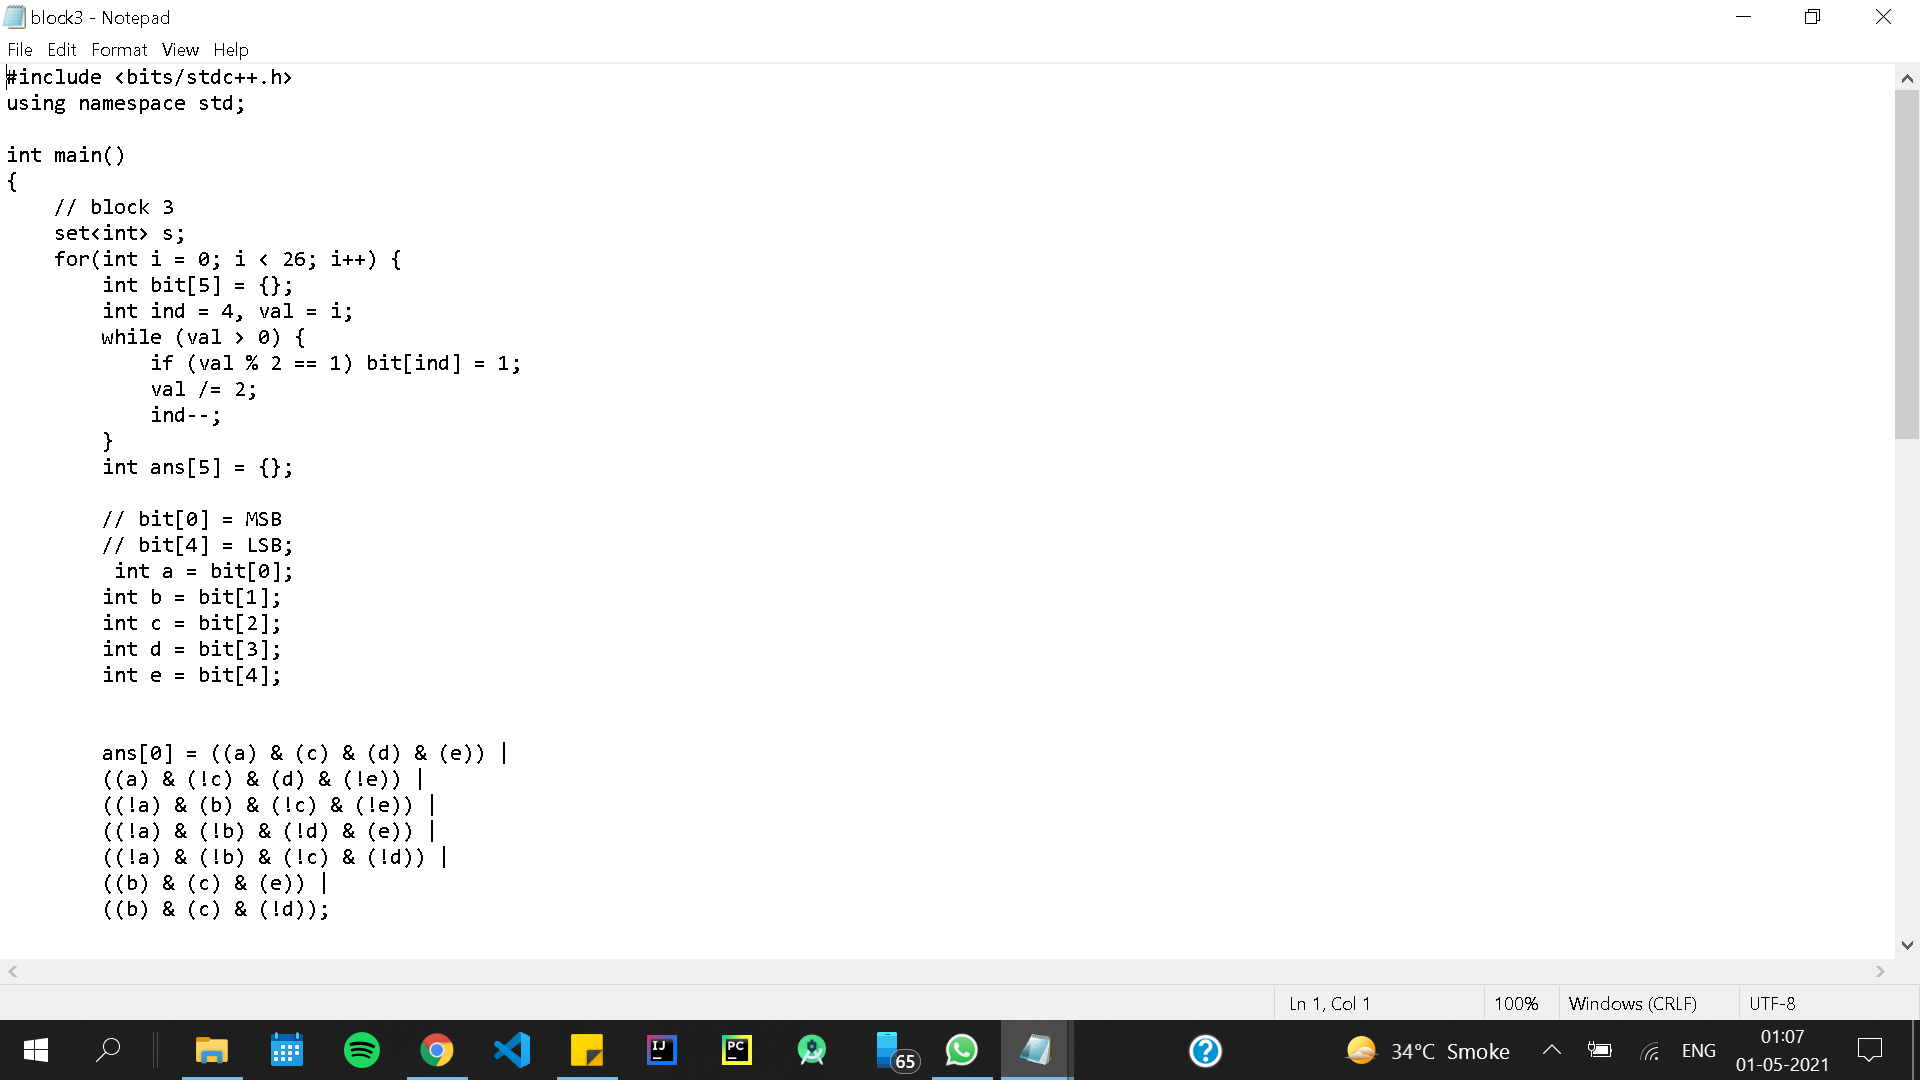 block3 - Notepad
File Edit Format View Help
#include <bits/stdc++.h>
using namespace std;
int main()
{
    // block 3
    set<int> s;
    for(int i = 0; i < 26; i++) {
        int bit[5] = {};
        int ind = 4, val = i;
        while (val > 0) {
            if (val % 2 == 1) bit[ind] = 1;
            val /= 2;
            ind--;
        }
        int ans[5] = {};
        // bit[0] = MSB
        // bit[4] = LSB;
         int a = bit[0];
        int b = bit[1];
        int c = bit[2];
        int d = bit[3];
        int e = bit[4];
        ans[0] = ((a) & (c) & (d) & (e)) |
        ((a) & (!c) & (d) & (!e)) |
        ((!a) & (b) & (!c) & (!e)) |
        ((!a) & (!b) & (!d) & (e)) |
        ((!a) & (!b) & (!c) & (!d)) |
        ((b) & (c) & (e)) |
        ((b) & (c) & (!d));
Ln 1, Col 1 100% Windows (CRLF) UTF-8
IJ PC 65 ? 34°C Smoke ENG 01:07
01-05-2021